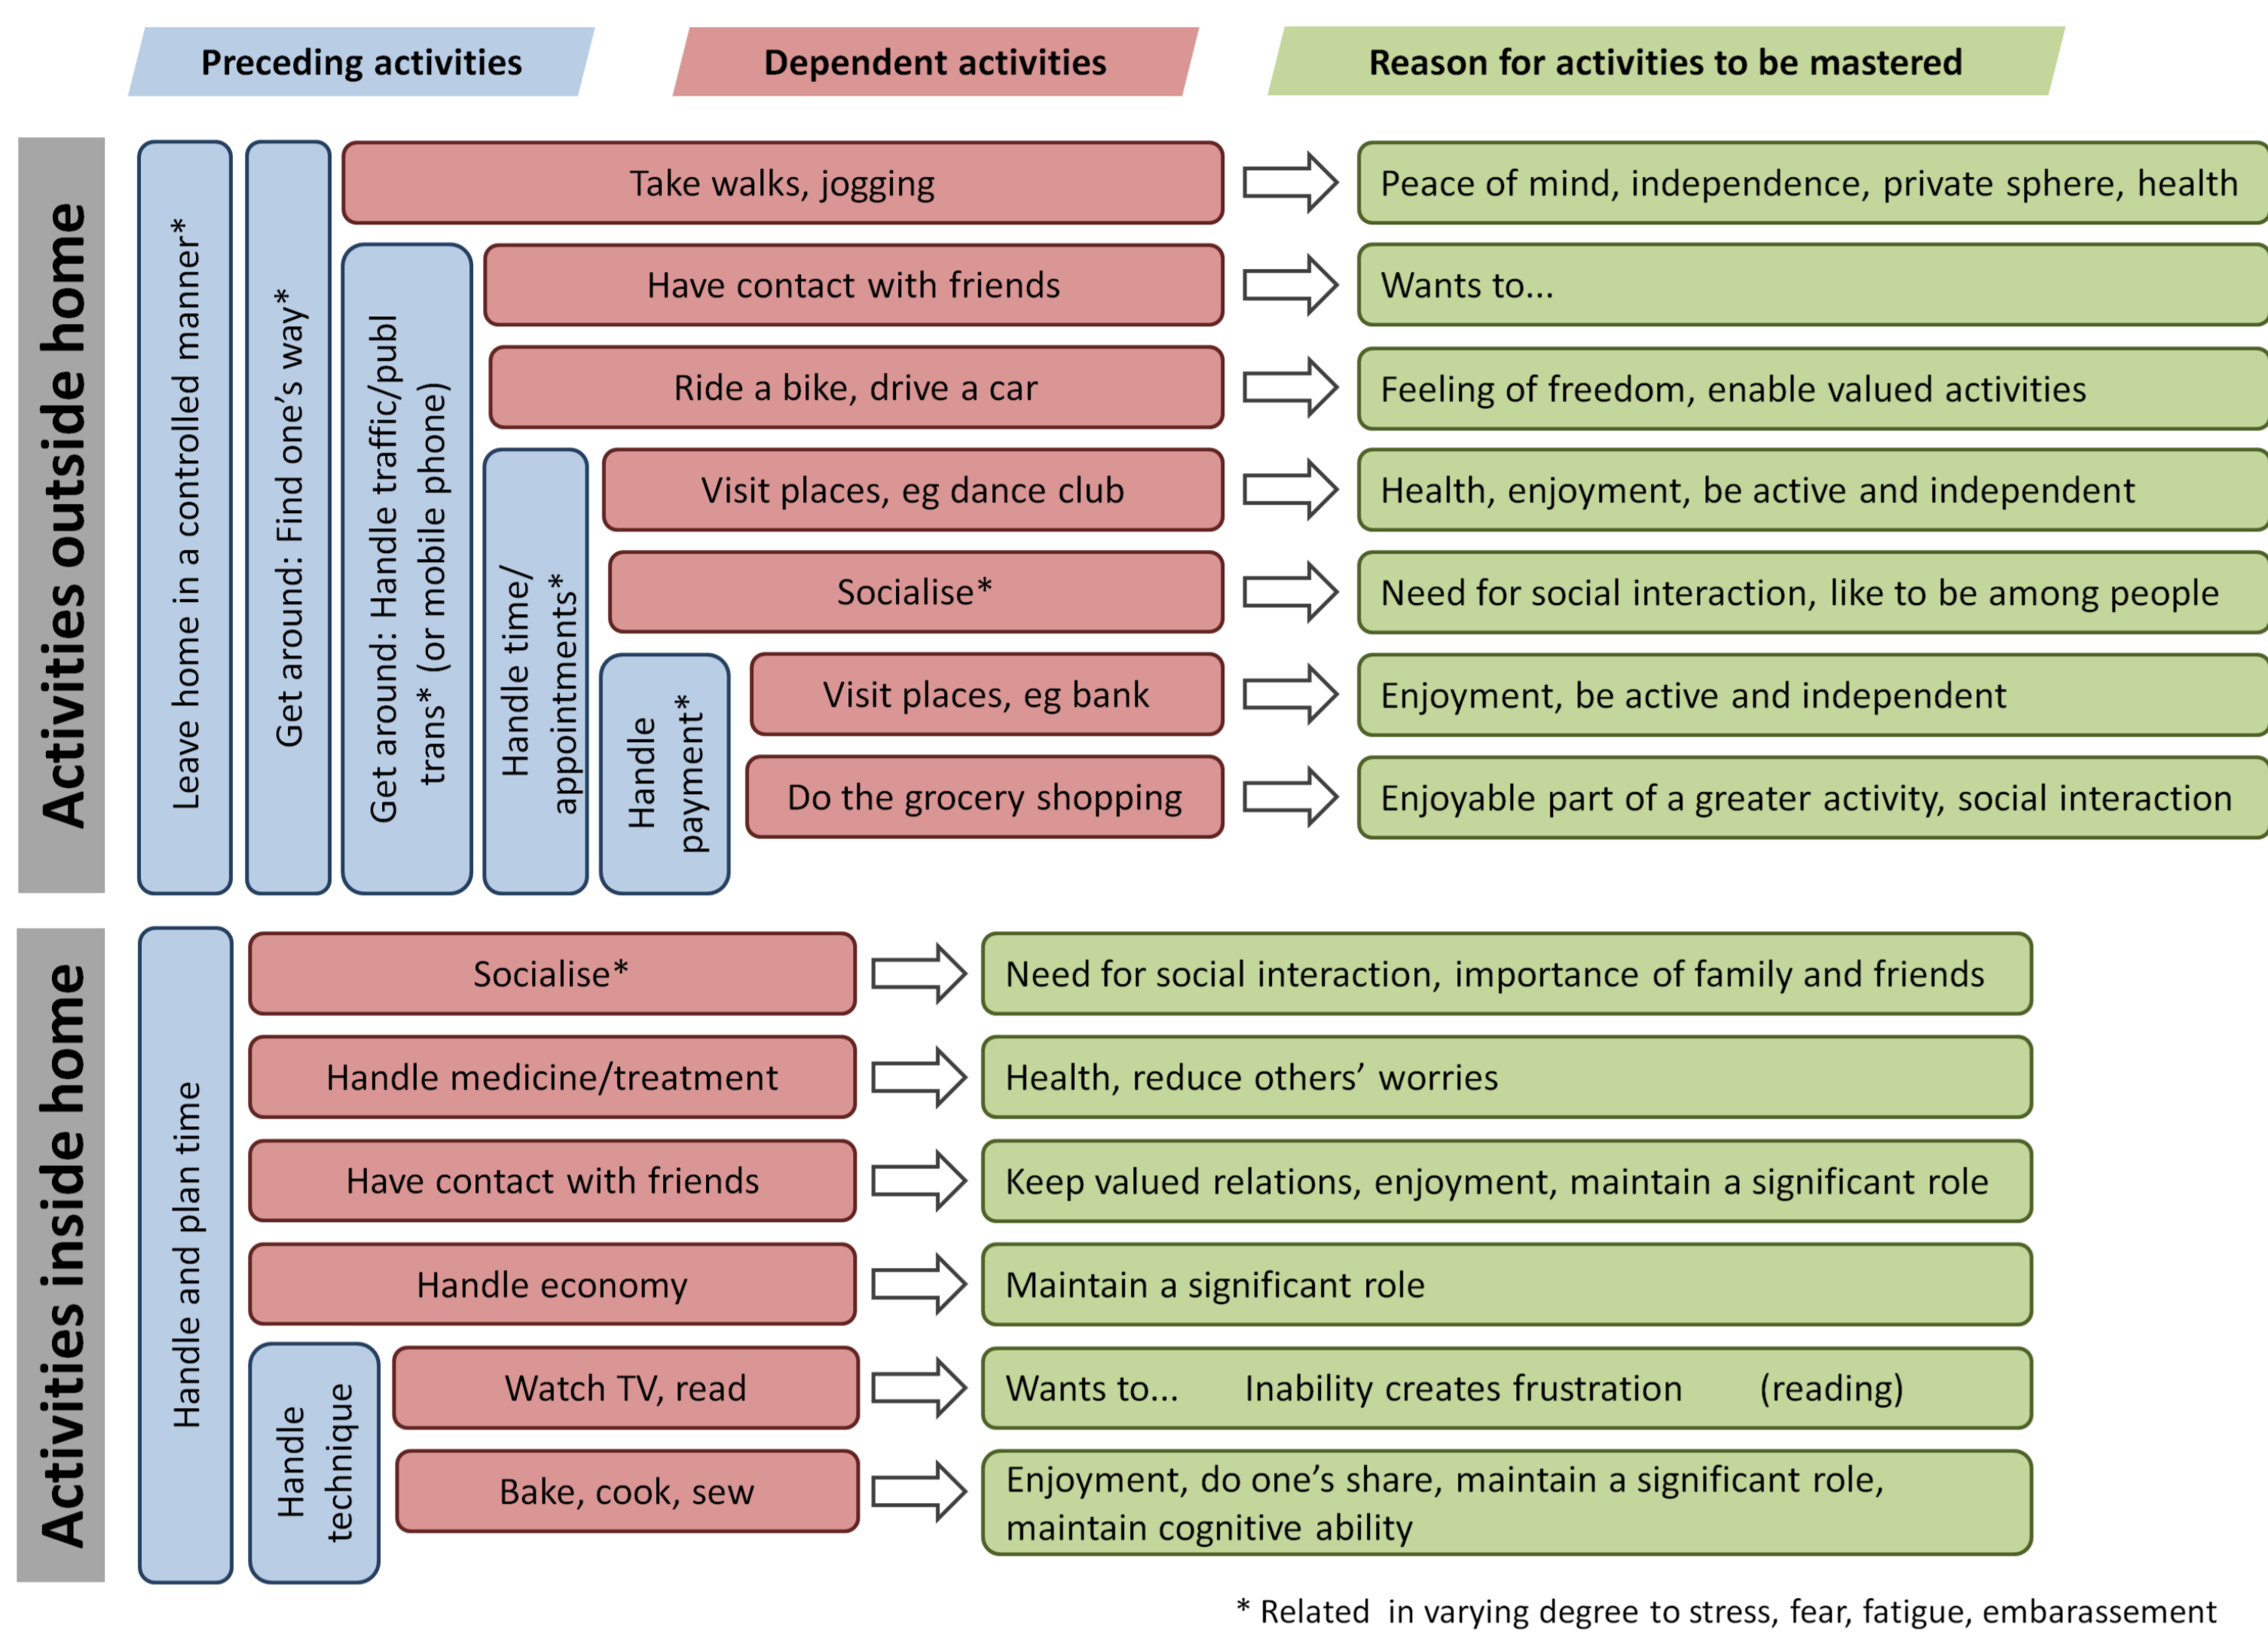 Preceding activities
Dependent activities
Reason for activities to be mastered
Activities outside home
Leave home in a controlled manner*
Get around: Find one’s way*
Get around: Handle traffic/publ
trans* (or mobile phone)
Handle time/
appointments*
Handle
payment*
Take walks, jogging
Peace of mind, independence, private sphere, health
Have contact with friends
Wants to...
Ride a bike, drive a car
Feeling of freedom, enable valued activities
Visit places, eg dance club
Health, enjoyment, be active and independent
Socialise*
Need for social interaction, like to be among people
Visit places, eg bank
Enjoyment, be active and independent
Do the grocery shopping
Enjoyable part of a greater activity, social interaction
Activities inside home
Handle and plan time
Handle
technique
Socialise*
Need for social interaction, importance of family and friends
Handle medicine/treatment
Health, reduce others’ worries
Have contact with friends
Keep valued relations, enjoyment, maintain a significant role
Handle economy
Maintain a significant role
Watch TV, read
Wants to... Inability creates frustration (reading)
Bake, cook, sew
Enjoyment, do one’s share, maintain a significant role,
maintain cognitive ability
* Related in varying degree to stress, fear, fatigue, embarassement